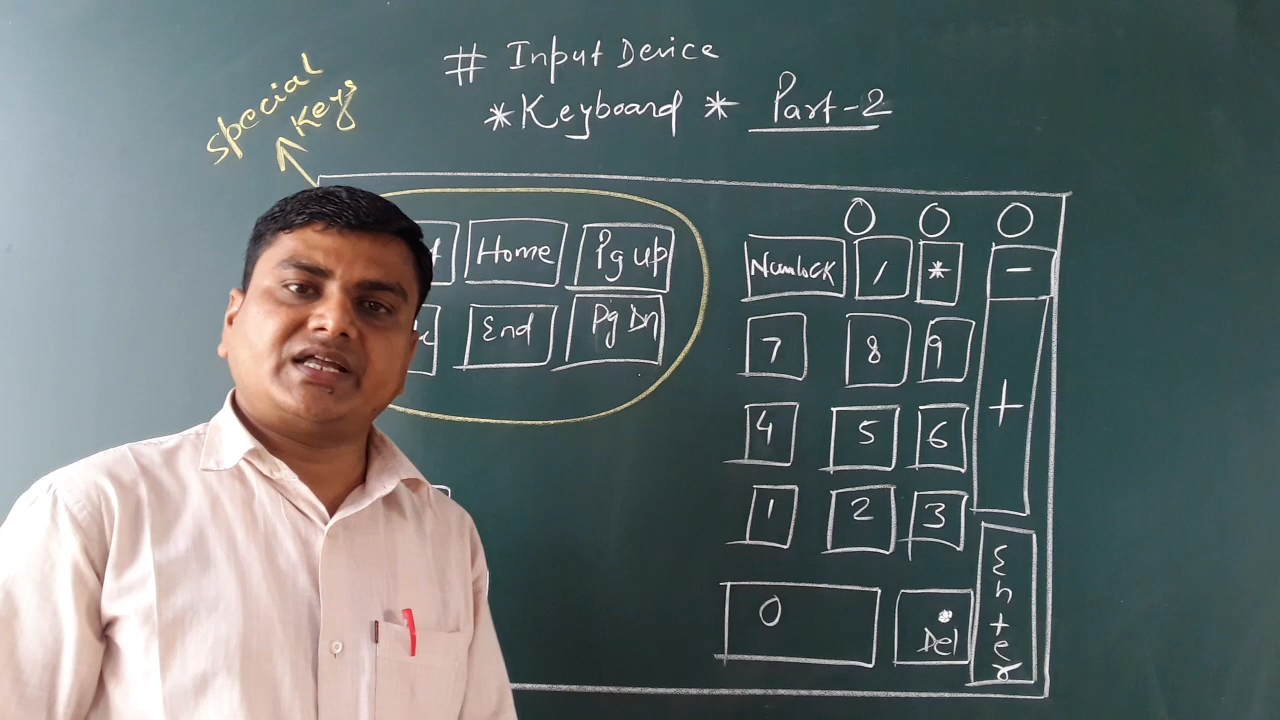 # Input Device
*Keyboard * Part-2
special
Keys
Home Pg up
End Pg Dn
Numlock / * -
7 8 9 +
4 5 6
1 2 3
0 . Del
Enter